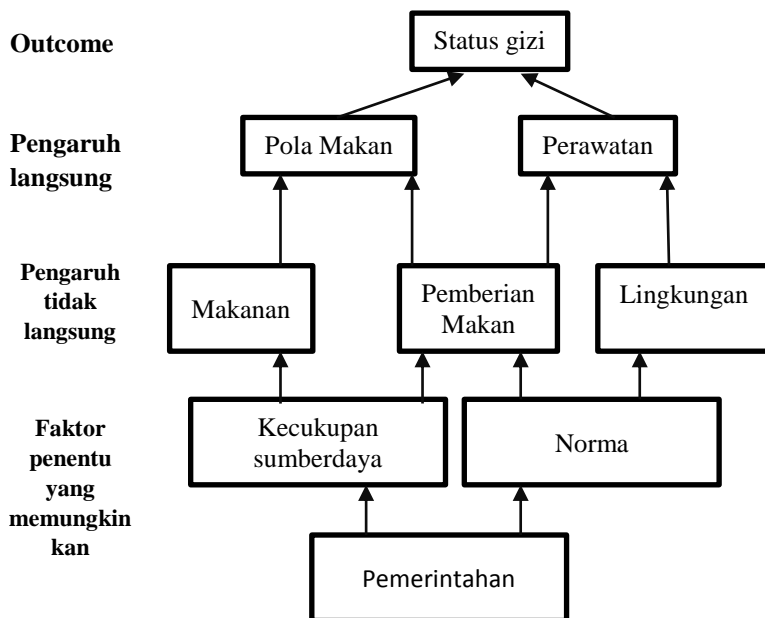 Outcome
Status gizi
Pengaruh
langsung
Pola Makan
Perawatan
Pengaruh
tidak
langsung
Makanan
Pemberian
Makan
Lingkungan
Faktor
penentu
yang
memungkin
kan
Kecukupan
sumberdaya
Norma
Pemerintahan